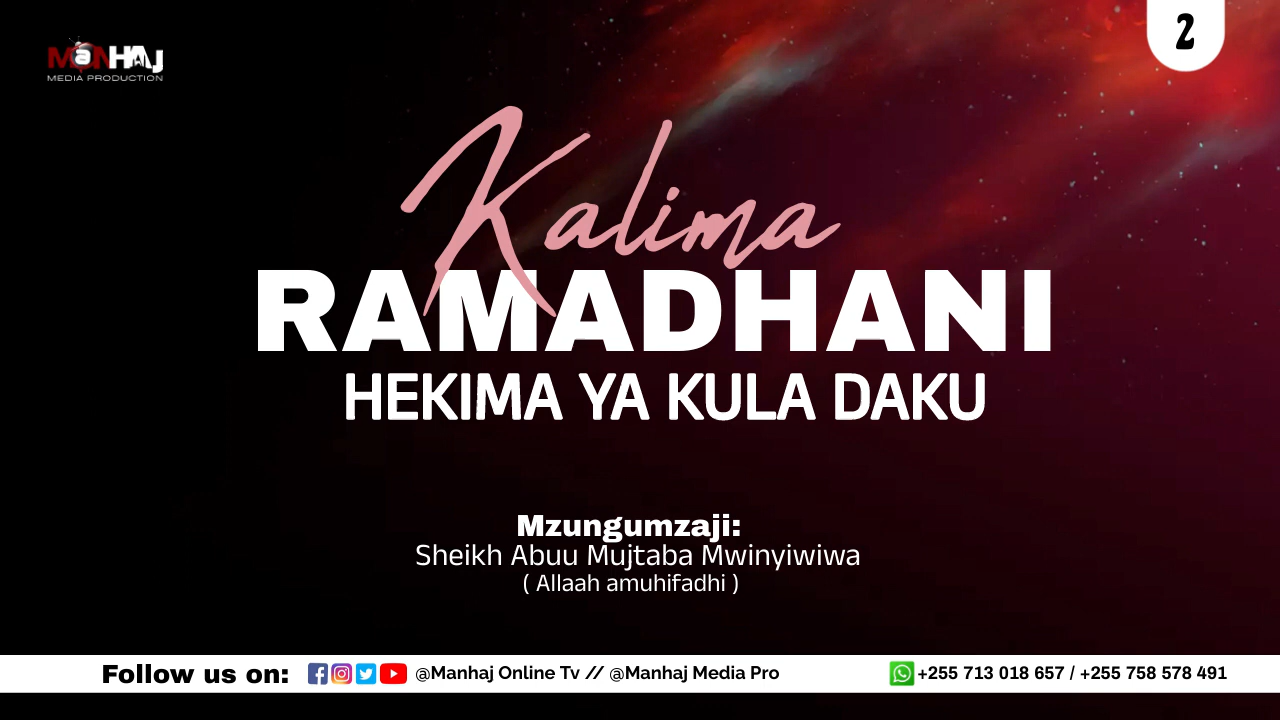 2
MaNHAJ
MEDIA PRODUCTION
Kalima
RAMADHANI
HEKIMA YA KULA DAKU
Mzungumzaji:
Sheikh Abuu Mujtaba Mwinyiwiwa
( Allaah amuhifadhi )
Follow us on: @Manhaj Online Tv // @Manhaj Media Pro +255 713 018 657 / +255 758 578 491